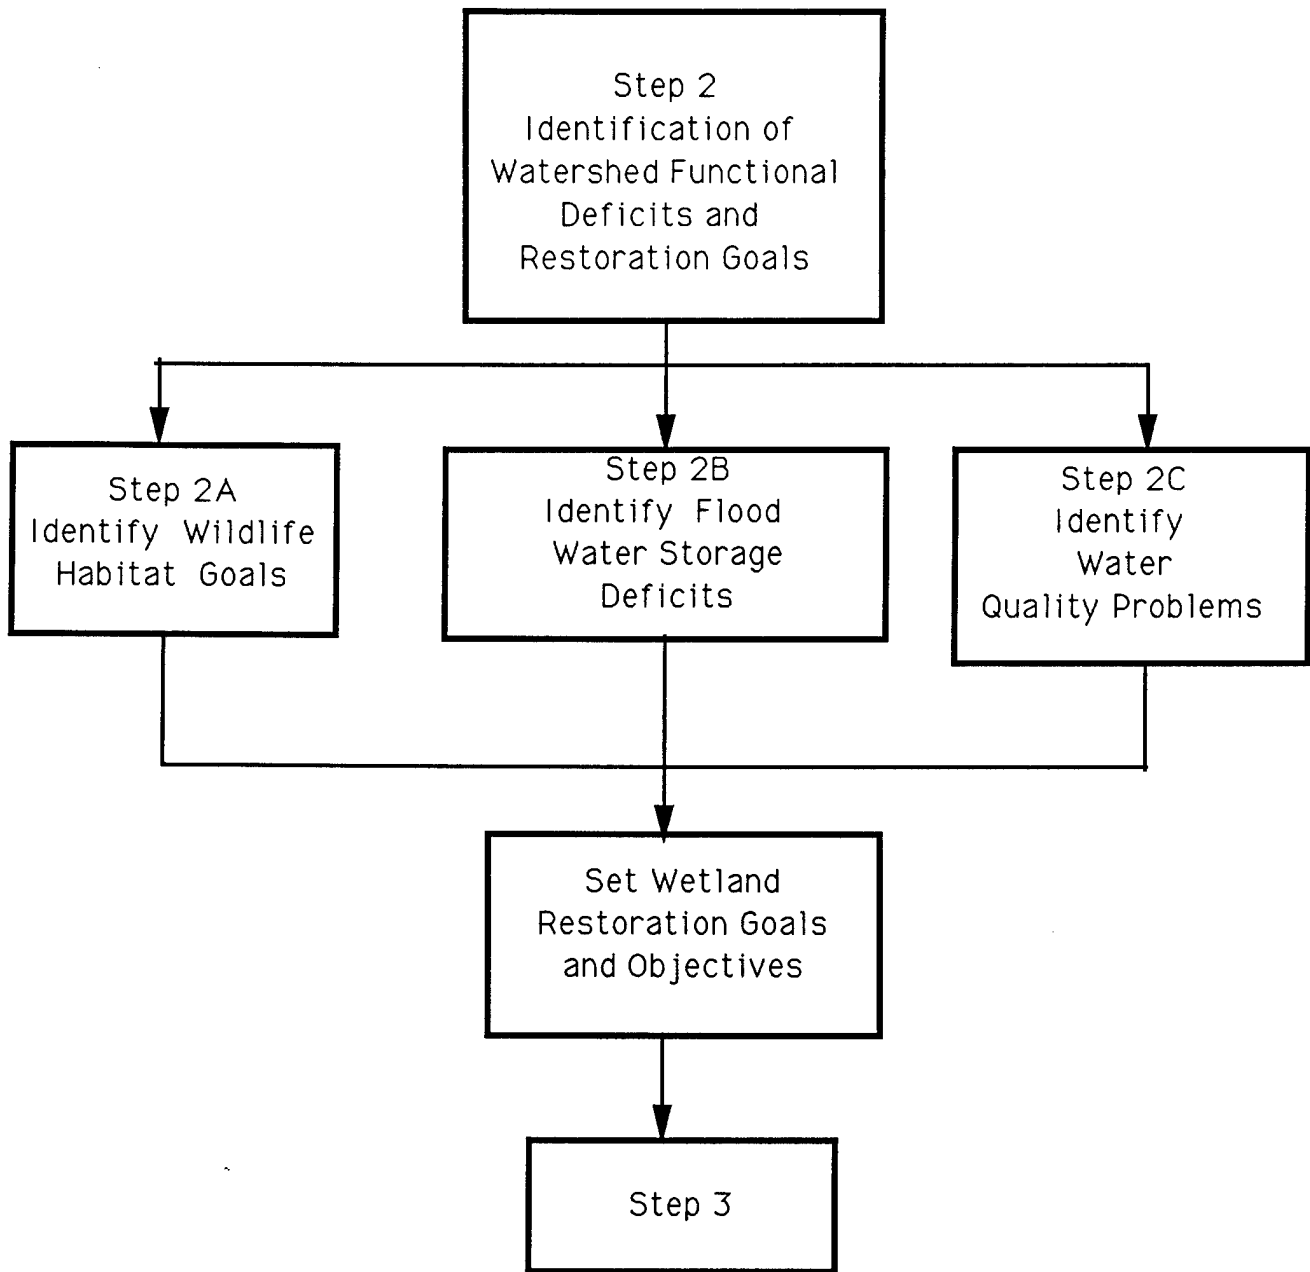 Step 2
Identification of
Watershed Functional
Deficits and
Restoration Goals
Step 2A
Identify Wildlife
Habitat Goals
Step 2B
Identify Flood
Water Storage
Deficits
Step 2C
Identify
Water
Quality Problems
Set Wetland
Restoration Goals
and Objectives
Step 3